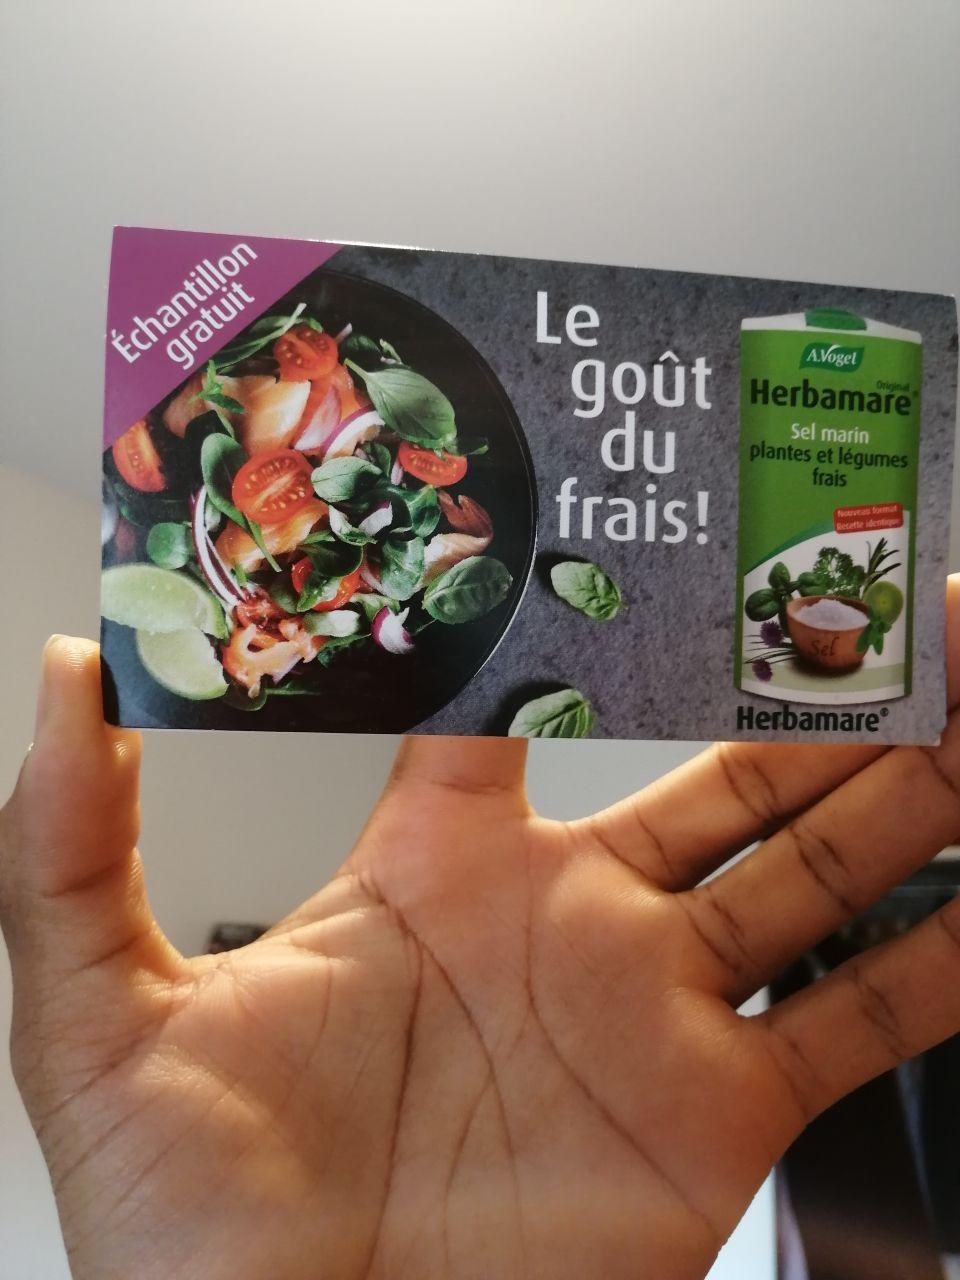 Échantillon
gratuit
Le
goût
du
frais!
A.Vogel
Original
Herbamare®
Sel marin
plantes et légumes
frais
Nouveau format
Recette identique
Sel
Herbamare®